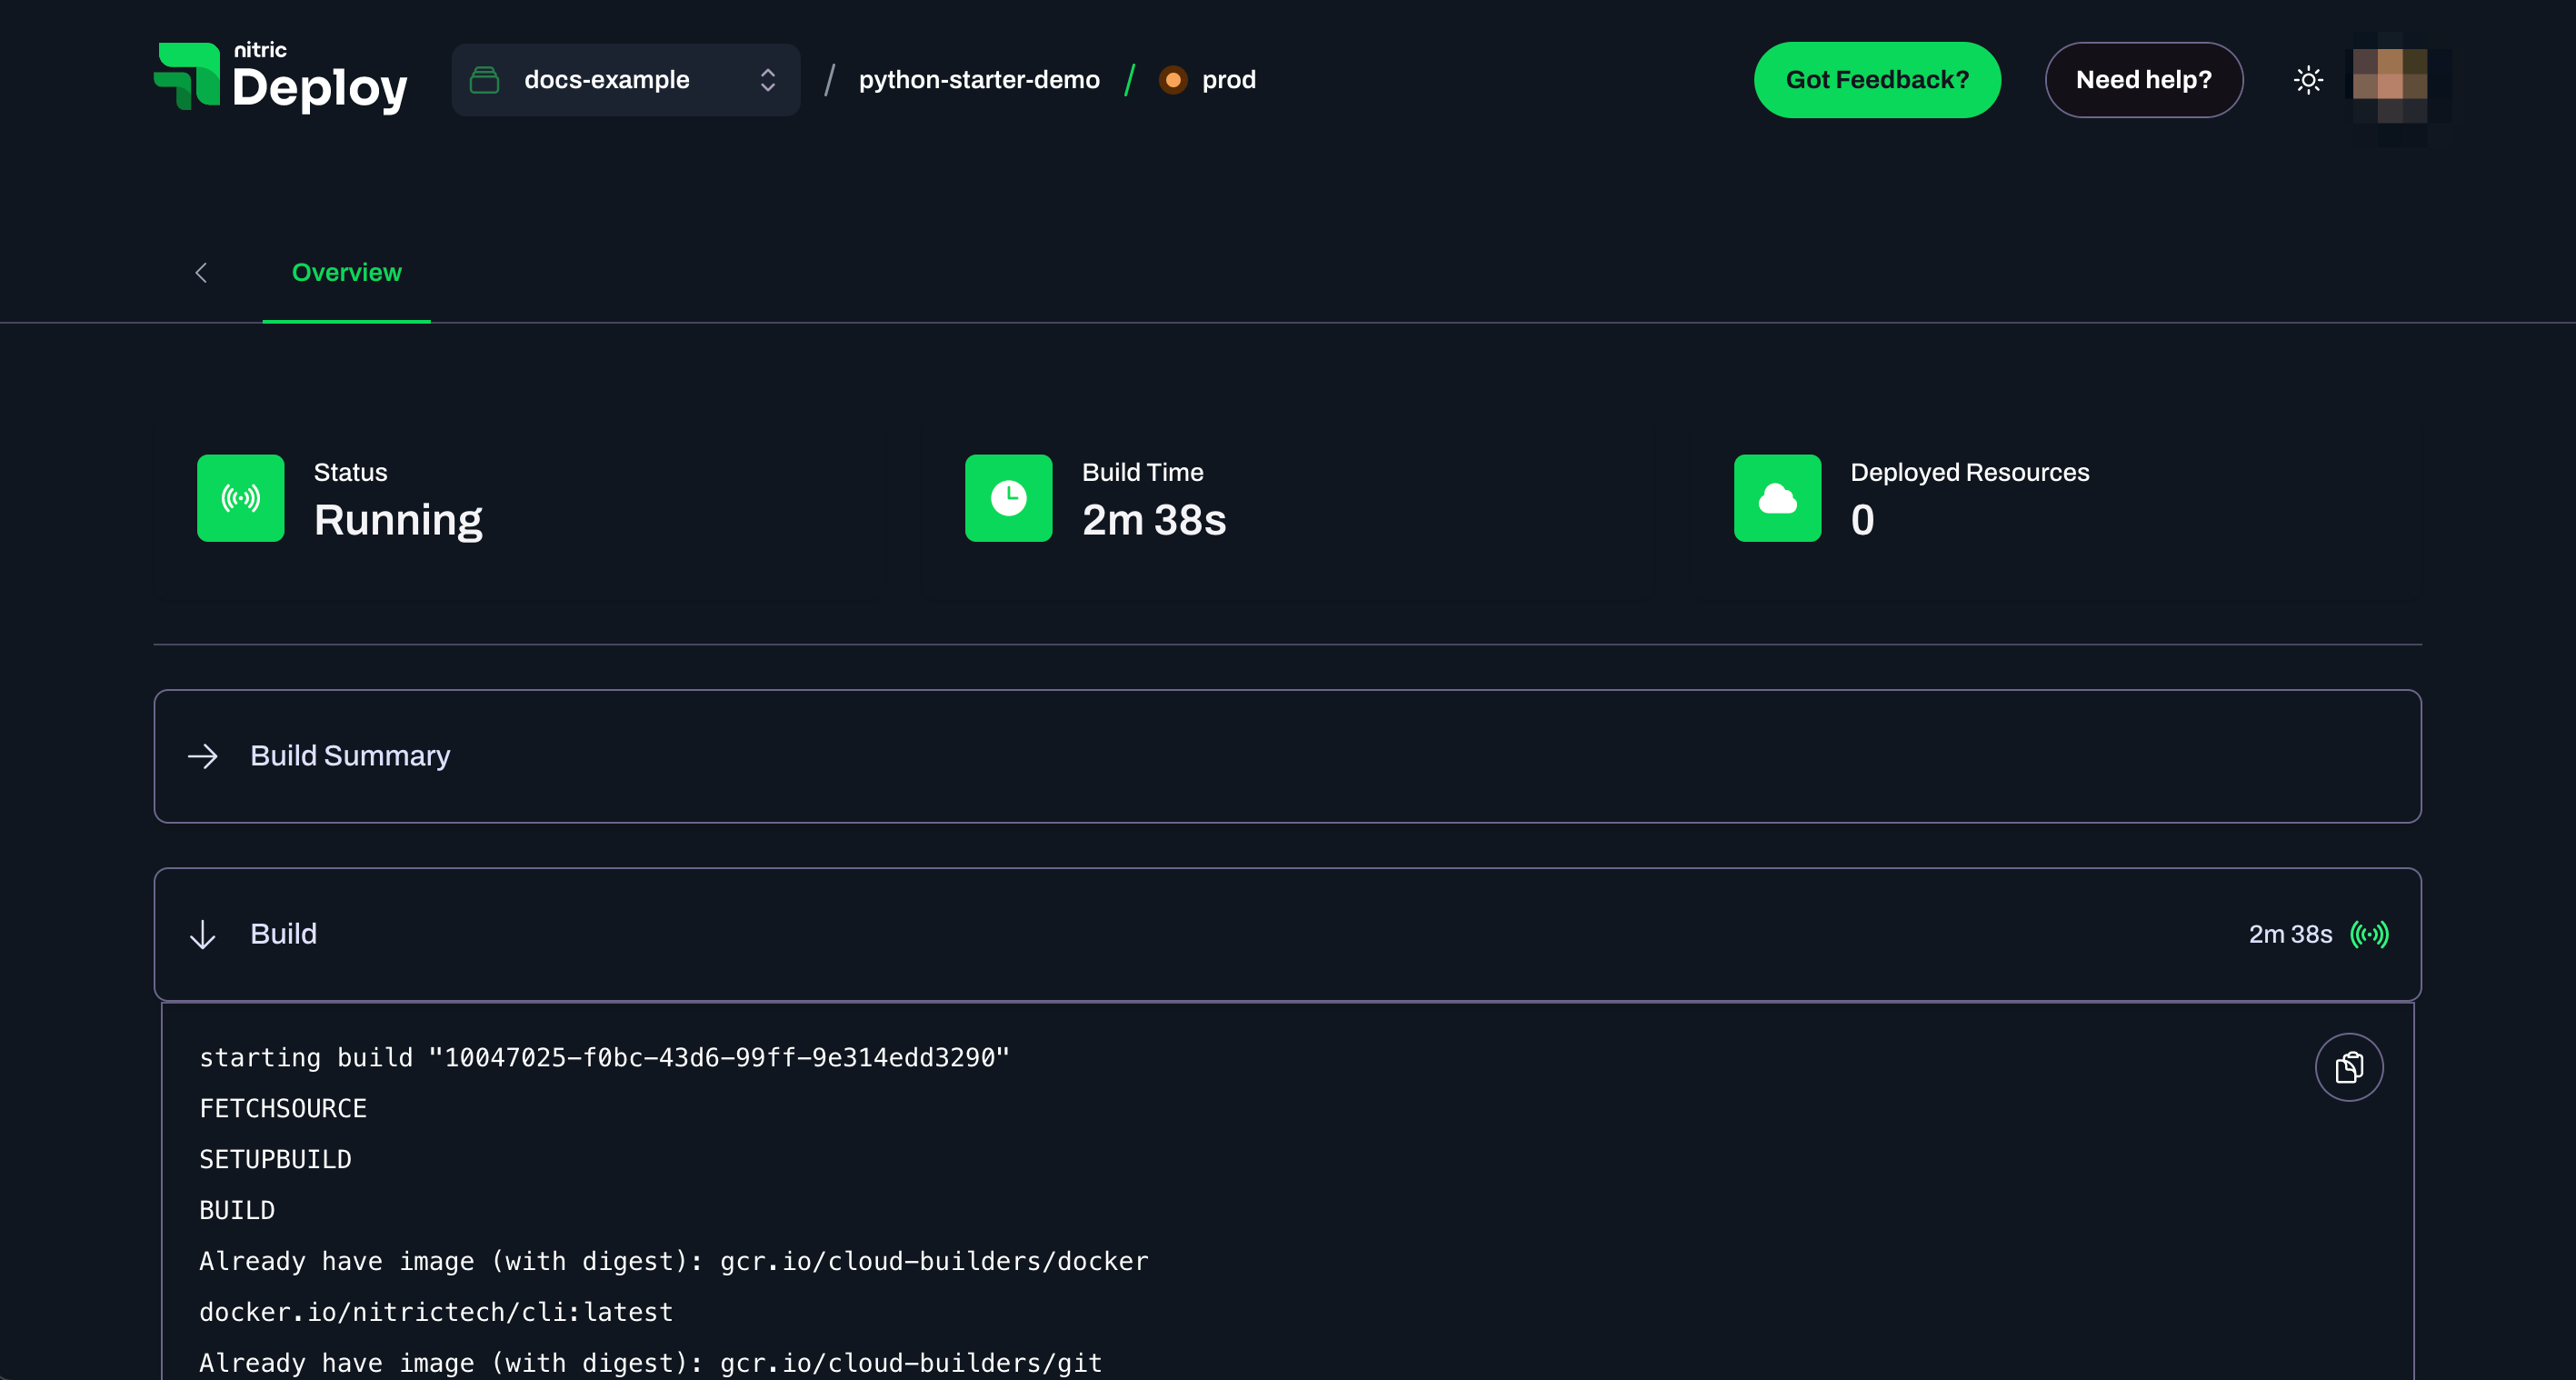 nitric
Deploy
docs-example / python-starter-demo / prod
Got Feedback?
Need help?
Overview
Status
Running
Build Time
2m 38s
Deployed Resources
0
Build Summary
Build
2m 38s
starting build "10047025-f0bc-43d6-99ff-9e314edd3290"
FETCHSOURCE
SETUPBUILD
BUILD
Already have image (with digest): gcr.io/cloud-builders/docker
docker.io/nitrictech/cli:latest
Already have image (with digest): gcr.io/cloud-builders/git